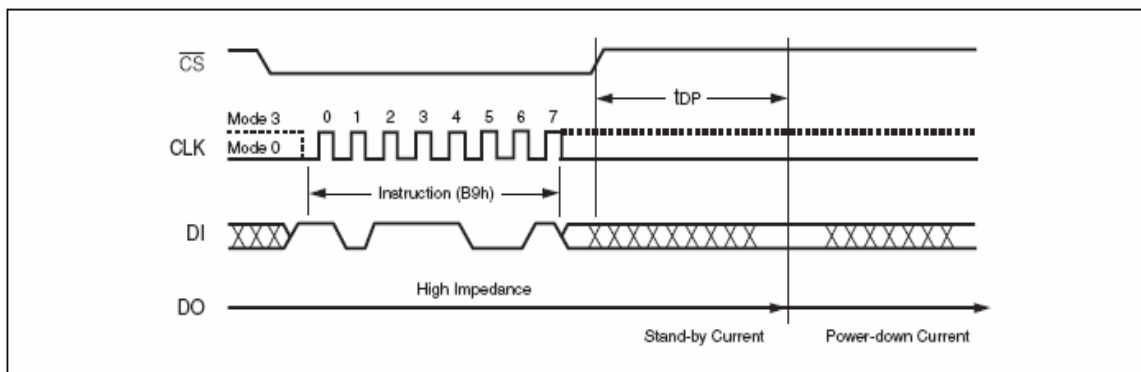 CS
tDP
Mode 3
0 1 2 3 4 5 6 7
CLK
Mode 0
Instruction (B9h)
DI
High Impedance
DO
Stand-by Current
Power-down Current